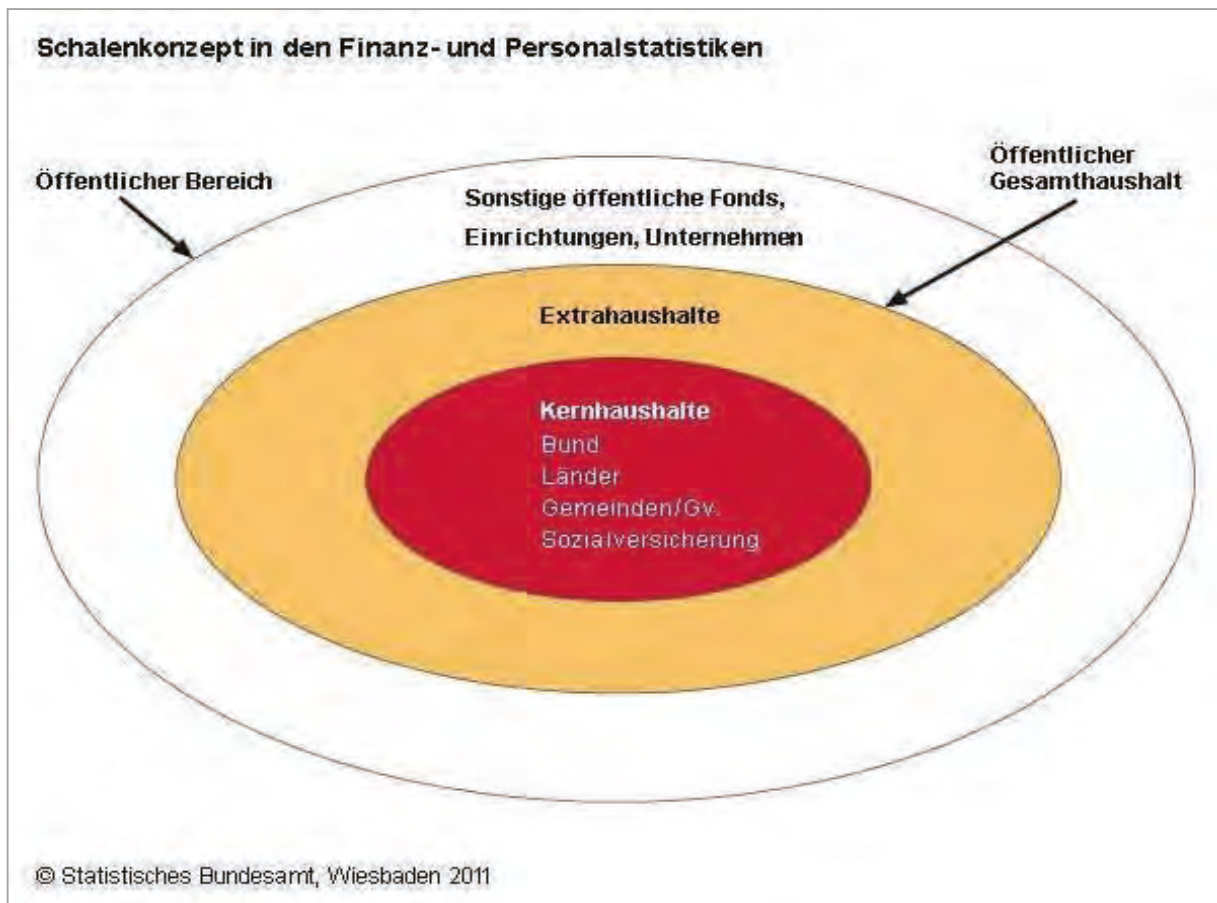 Schalenkonzept in den Finanz- und Personalstatistiken
Öffentlicher Bereich
Öffentlicher
Gesamthaushalt
Sonstige öffentliche Fonds,
Einrichtungen, Unternehmen
Extrahaushalte
Kernhaushalte
Bund
Länder
Gemeinden/Gv.
Sozialversicherung
© Statistisches Bundesamt, Wiesbaden 2011